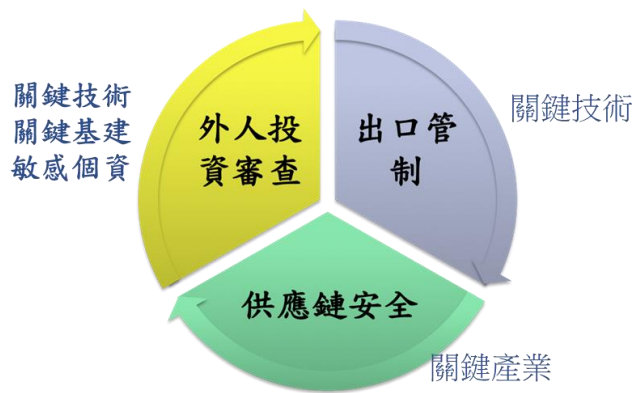 關鍵技術
關鍵基建
敏感個資
外人投
資審查
出口管
制
關鍵技術
供應鏈安全
關鍵產業